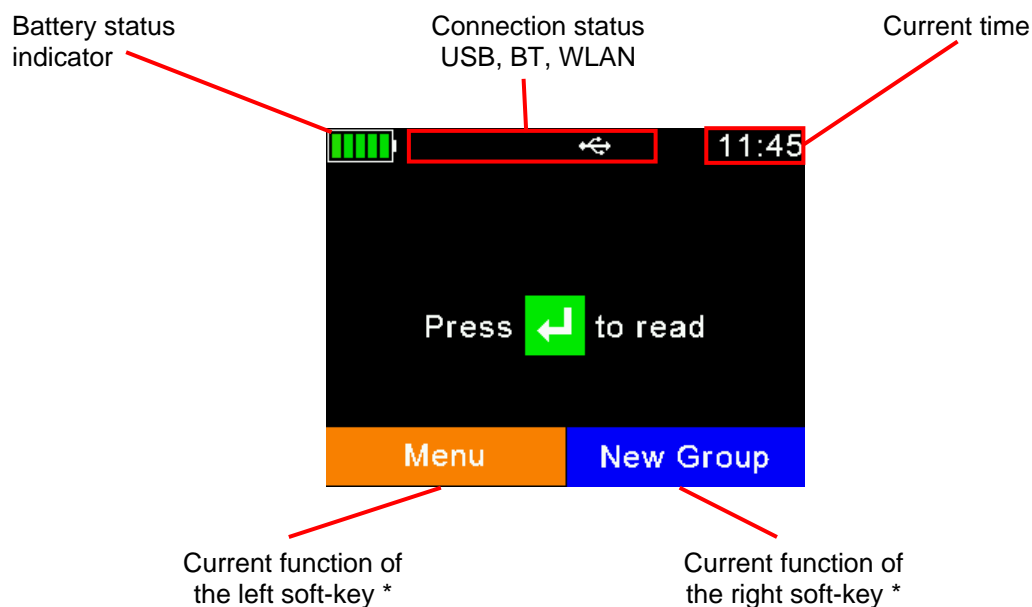 Battery status
indicator
Connection status
USB, BT, WLAN
Current time
11:45
Press to read
Menu
New Group
Current function of
the left soft-key *
Current function of
the right soft-key *